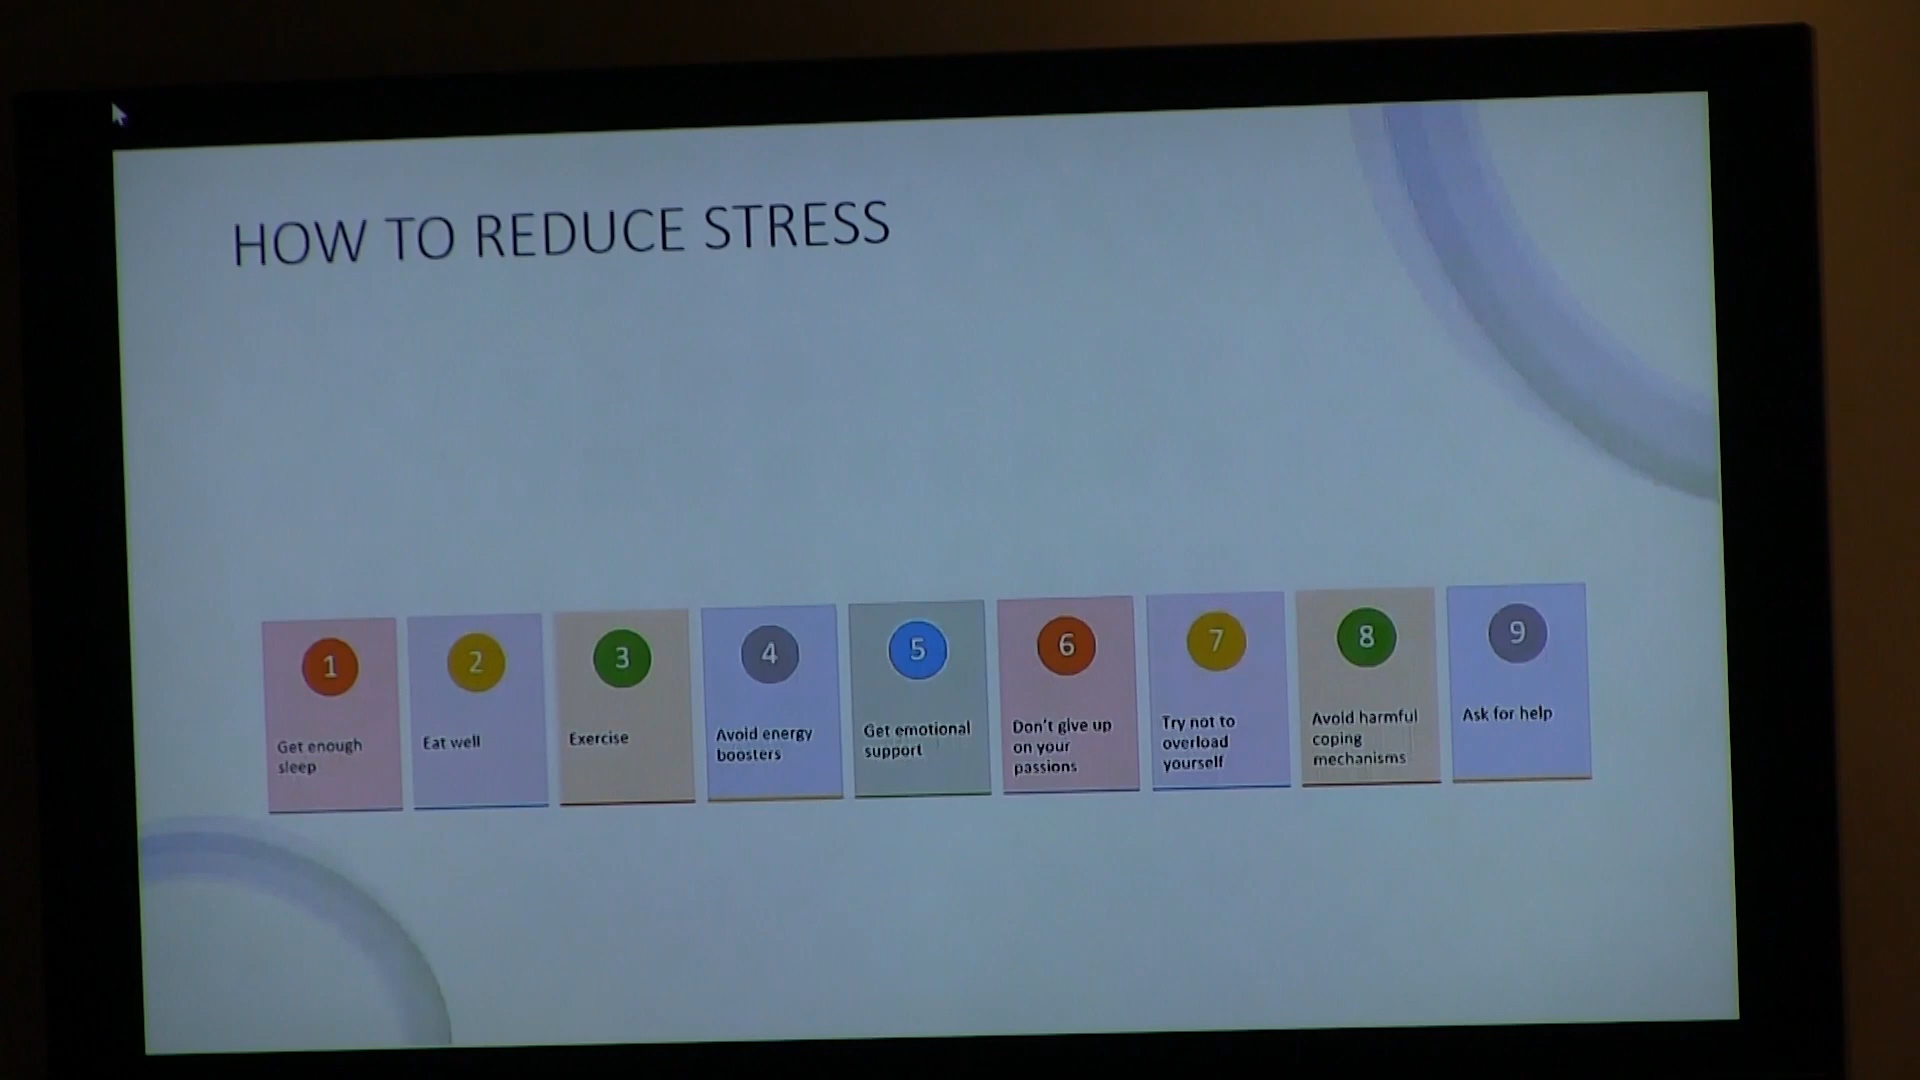 HOW TO REDUCE STRESS
1
Get enough
sleep
2
Eat well
3
Exercise
4
Avoid energy
boosters
5
Get emotional
support
6
Don't give up
on your
passions
7
Try not to
overload
yourself
8
Avoid harmful
coping
mechanisms
9
Ask for help